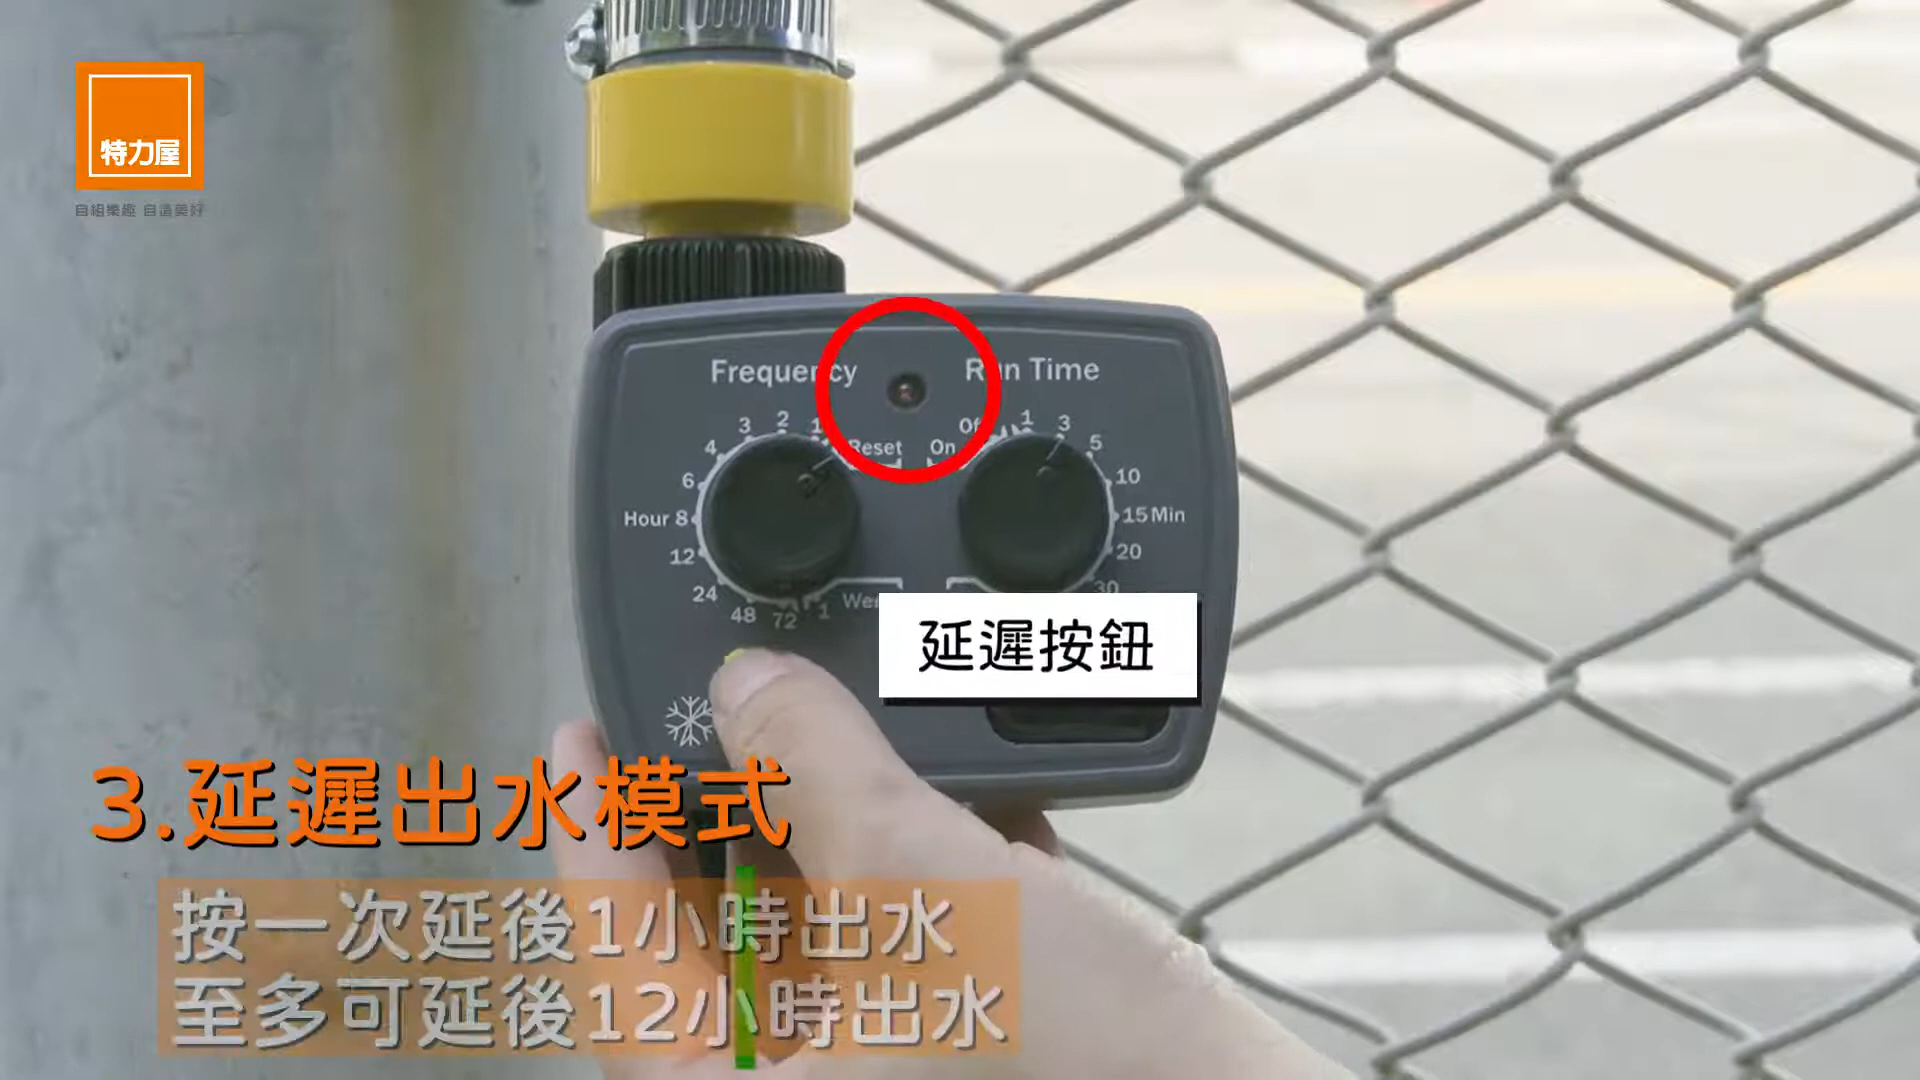 特力屋
自組樂趣 自造美好
Frequency
Run Time
Reset
On
Off
1
2
3
4
6
Hour 8
12
24
48
72
1
1
3
5
10
15 Min
20
30
延遲按鈕
3.延遲出水模式
按一次延後1小時出水
至多可延後12小時出水